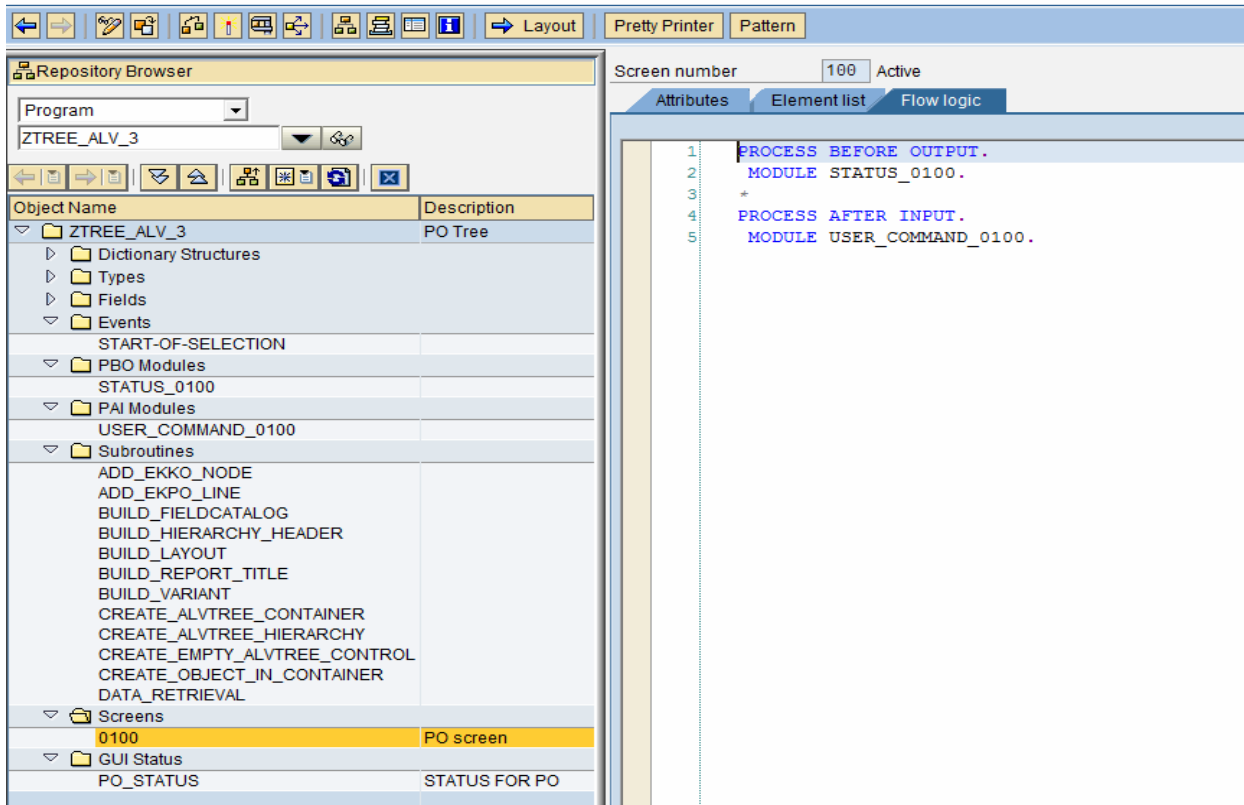 Layout Pretty Printer Pattern
Repository Browser
Program
ZTREE_ALV_3
Object Name Description
ZTREE_ALV_3 PO Tree
Dictionary Structures
Types
Fields
Events
START-OF-SELECTION
PBO Modules
STATUS_0100
PAI Modules
USER_COMMAND_0100
Subroutines
ADD_EKKO_NODE
ADD_EKPO_LINE
BUILD_FIELDCATALOG
BUILD_HIERARCHY_HEADER
BUILD_LAYOUT
BUILD_REPORT_TITLE
BUILD_VARIANT
CREATE_ALVTREE_CONTAINER
CREATE_ALVTREE_HIERARCHY
CREATE_EMPTY_ALVTREE_CONTROL
CREATE_OBJECT_IN_CONTAINER
DATA_RETRIEVAL
Screens
0100 PO screen
GUI Status
PO_STATUS STATUS FOR PO
Screen number 100 Active
Attributes Element list Flow logic
1 PROCESS BEFORE OUTPUT.
2 MODULE STATUS_0100.
3 *
4 PROCESS AFTER INPUT.
5 MODULE USER_COMMAND_0100.